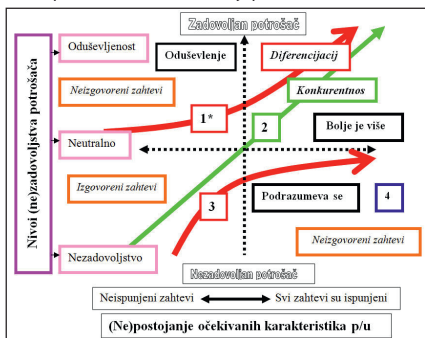 Zadovoljan potrošač
Nivoi (ne)zadovoljstva potrošača
Oduševljenost
Oduševlenje
Diferencijacij
Neizgovoreni zahtevi
Konkurentnos
1*
2
Bolje je više
Neutralno
Izgovoreni zahtevi
3
Podrazumeva se
4
Neizgovoreni zahtevi
Nezadovoljstvo
Nezadovoljan potrošač
Neispunjeni zahtevi
Svi zahtevi su ispunjeni
(Ne)postojanje očekivanih karakteristika p/u